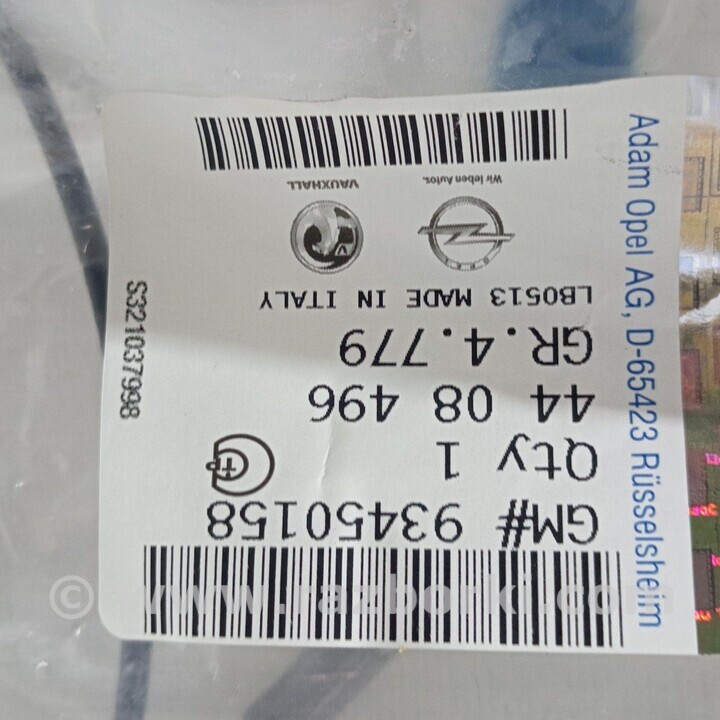 GM# 93450158
Qty 1
44 08 496
GR.4.779
LB0513 MADE IN ITALY
OPEL
Wir leben Autos.
V
VAUXHALL
Adam Opel AG, D-65423 Rüsselsheim
S321037998
© www.razborki.com